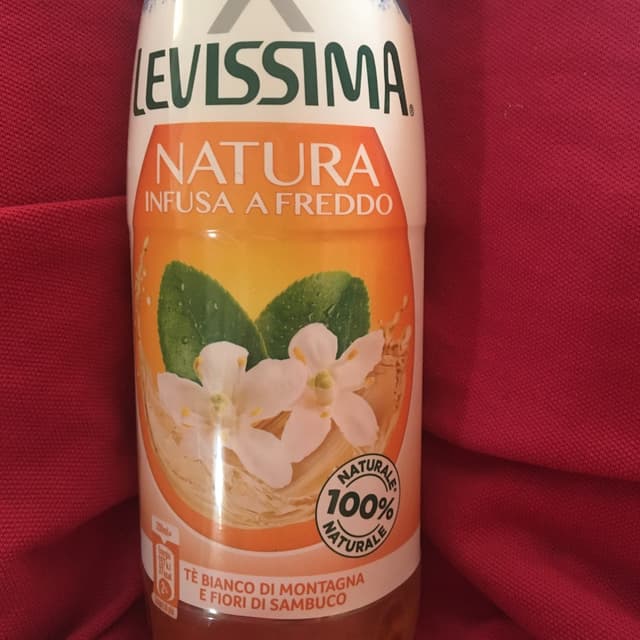 LEVISSIMA®
NATURA
INFUSA A FREDDO
NATURALE*
100%
NATURALE
TÈ BIANCO DI MONTAGNA
E FIORI DI SAMBUCO